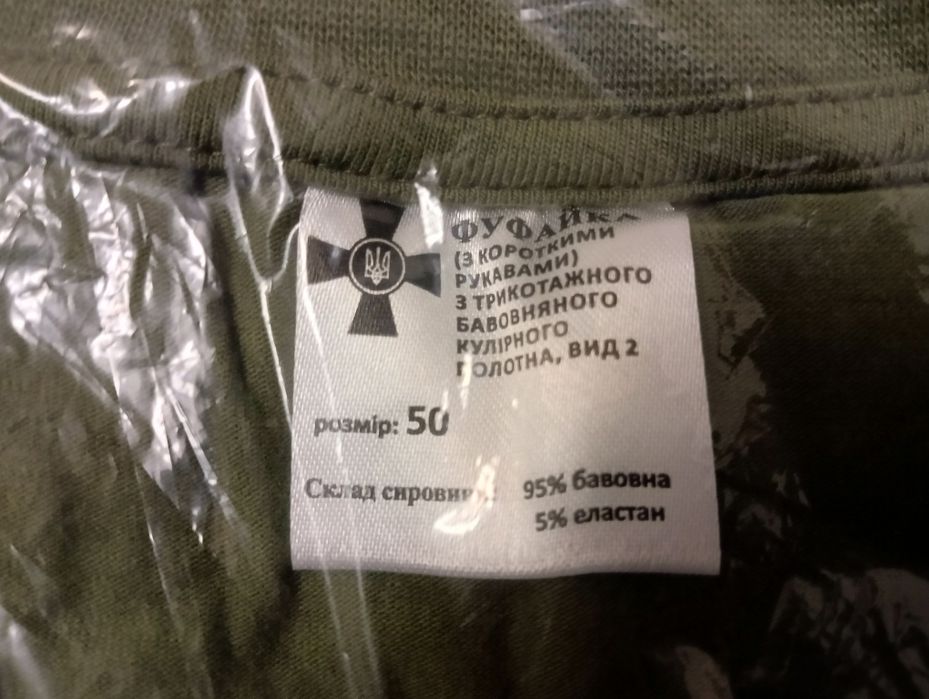 ФУФАЙКА
(З КОРОТКИМИ
РУКАВАМИ)
З ТРИКОТАЖНОГО
БАВОВНЯНОГО
КУЛІРНОГО
ПОЛОТНА, ВИД 2
розмір: 50
Склад сировини: 95% бавовна
5% еластан